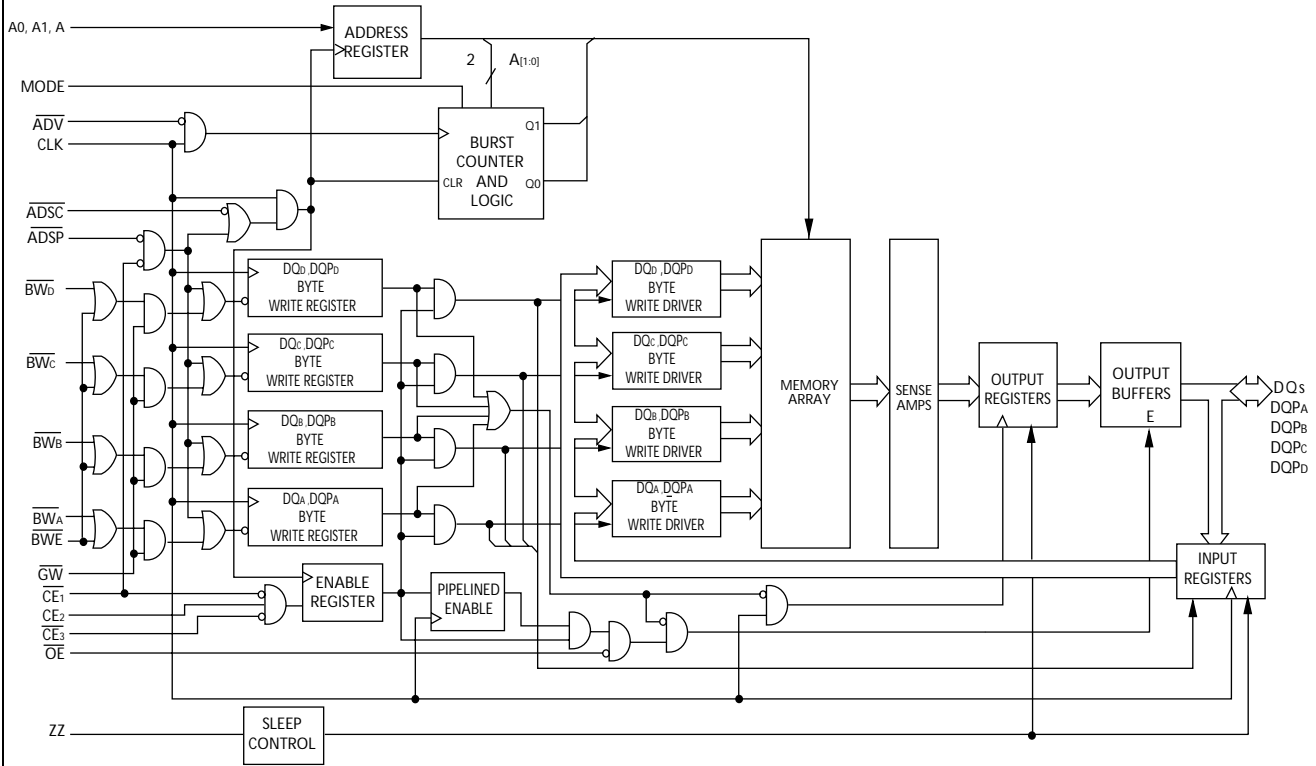 A0, A1, A
ADDRESS
REGISTER
2 A[1:0]
MODE
ADV
CLK
BURST
COUNTER
AND
LOGIC
CLR
Q1
Q0
ADSC
ADSP
BWD
BWC
BWB
BWA
BWE
GW
CE1
CE2
CE3
OE
ZZ
DQD ,DQPD
BYTE
WRITE REGISTER
DQC ,DQPC
BYTE
WRITE REGISTER
DQB ,DQPB
BYTE
WRITE REGISTER
DQA ,DQPA
BYTE
WRITE REGISTER
ENABLE
REGISTER
PIPELINED
ENABLE
SLEEP
CONTROL
DQD ,DQPD
BYTE
WRITE DRIVER
DQC ,DQPC
BYTE
WRITE DRIVER
DQB ,DQPB
BYTE
WRITE DRIVER
DQA ,DQPA
BYTE
WRITE DRIVER
MEMORY
ARRAY
SENSE
AMPS
OUTPUT
REGISTERS
OUTPUT
BUFFERS
E
DQs
DQPA
DQPB
DQPC
DQPD
INPUT
REGISTERS